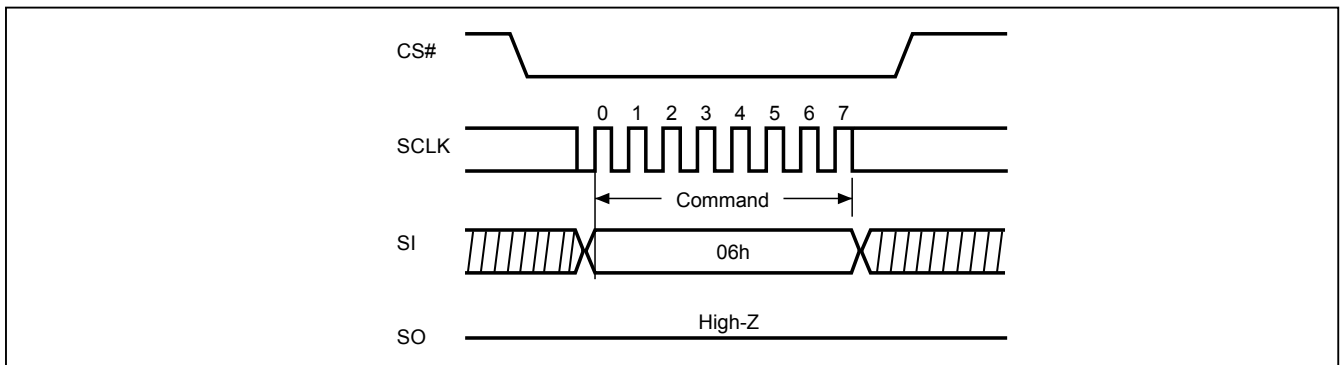 CS#
0 1 2 3 4 5 6 7
SCLK
Command
SI
06h
High-Z
SO